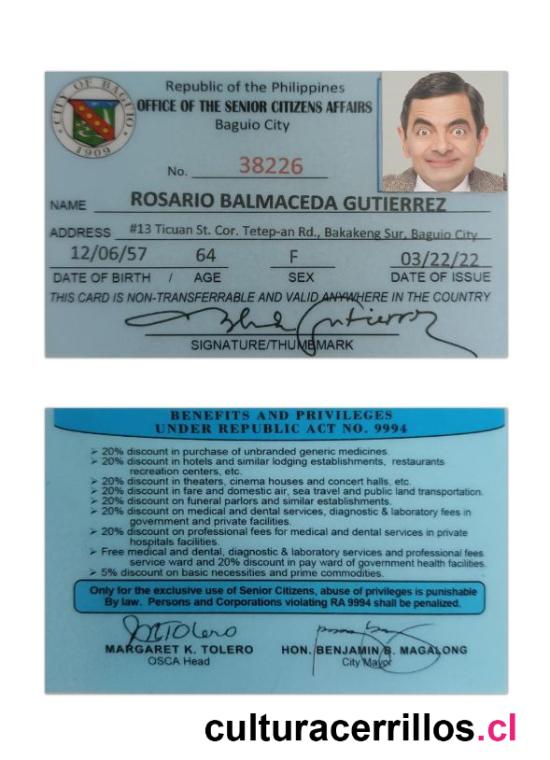 CITY OF BAGUIO
1909
Republic of the Philippines
OFFICE OF THE SENIOR CITIZENS AFFAIRS
Baguio City
No. 38226
NAME ROSARIO BALMACEDA GUTIERREZ
ADDRESS #13 Ticuan St. Cor. Tetep-an Rd., Bakakeng Sur, Baguio City
12/06/57 64 F 03/22/22
DATE OF BIRTH / AGE SEX DATE OF ISSUE
THIS CARD IS NON-TRANSFERRABLE AND VALID ANYWHERE IN THE COUNTRY
SIGNATURE/THUMBMARK
BENEFITS AND PRIVILEGES
UNDER REPUBLIC ACT NO. 9994
➢ 20% discount in purchase of unbranded generic medicines.
➢ 20% discount in hotels and similar lodging establishments, restaurants
recreation centers, etc.
➢ 20% discount in theaters, cinema houses and concert halls, etc.
➢ 20% discount in fare and domestic air, sea travel and public land transportation.
➢ 20% discount on funeral parlors and similar establishments.
➢ 20% discount on medical and dental services, diagnostic & laboratory fees in
government and private facilities.
➢ 20% discount on professional fees for medical and dental services in private
hospitals facilities.
➢ Free medical and dental, diagnostic & laboratory services and professional fees
service ward and 20% discount in pay ward of government health facilities.
➢ 5% discount on basic necessities and prime commodities.
Only for the exclusive use of Senior Citizens, abuse of privileges is punishable
By law. Persons and Corporations violating RA 9994 shall be penalized.
MARGARET K. TOLERO HON. BENJAMIN B. MAGALONG
OSCA Head City Mayor
culturacerrillos.cl